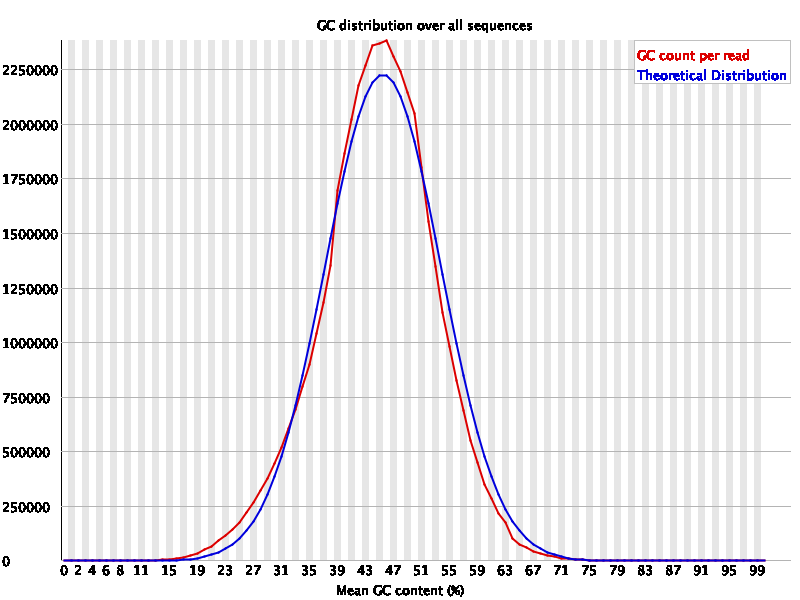 GC distribution over all sequences
GC count per read
Theoretical Distribution
2250000
2000000
1750000
1500000
1250000
1000000
750000
500000
250000
0
0 2 4 6 8 11 15 19 23 27 31 35 39 43 47 51 55 59 63 67 71 75 79 83 87 91 95 99
Mean GC content (%)